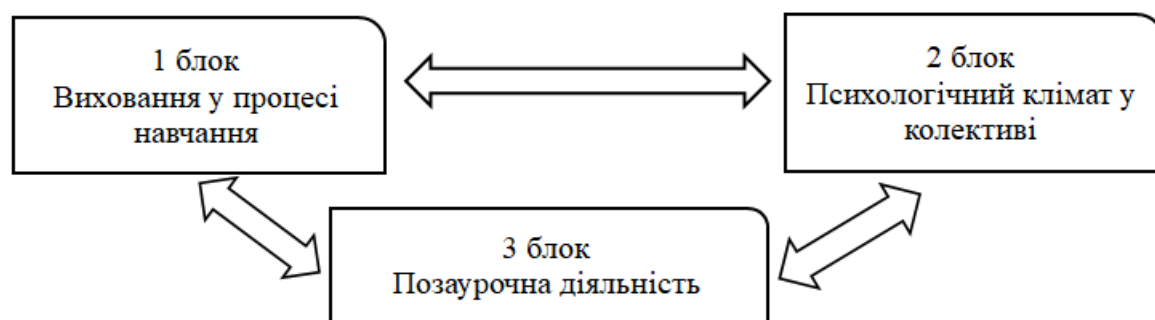 1 блок
Виховання у процесі
навчання
2 блок
Психологічний клімат у
колективі
3 блок
Позаурочна діяльність